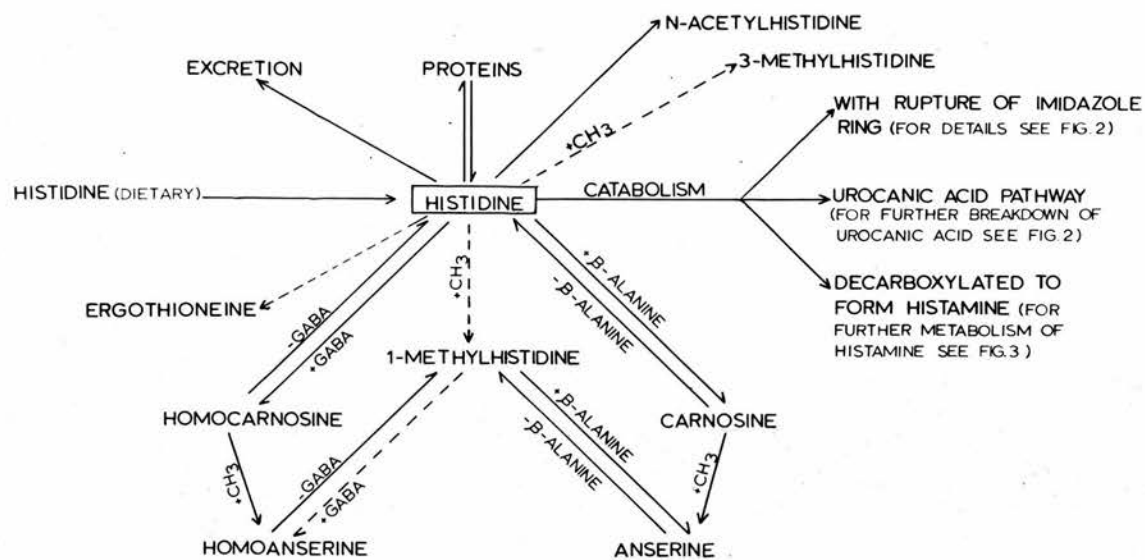 N-ACETYLHISTIDINE
EXCRETION
PROTEINS
3-METHYLHISTIDINE
+CH3
WITH RUPTURE OF IMIDAZOLE
RING (FOR DETAILS SEE FIG. 2)
HISTIDINE (DIETARY)
HISTIDINE
CATABOLISM
UROCANIC ACID PATHWAY
(FOR FURTHER BREAKDOWN OF
UROCANIC ACID SEE FIG. 2)
+CH3
+β-ALANINE
-β-ALANINE
DECARBOXYLATED TO
FORM HISTAMINE (FOR
FURTHER METABOLISM OF
HISTAMINE SEE FIG. 3)
ERGOTHIONEINE
-GABA
+GABA
1-METHYLHISTIDINE
HOMOCARNOSINE
CARNOSINE
+β-ALANINE
-β-ALANINE
+CH3
-GABA
+GABA
+CH3
HOMOANSERINE
ANSERINE